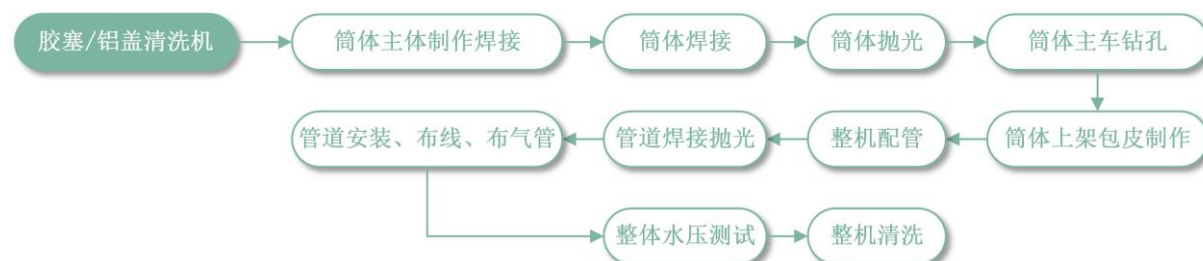 胶塞/铝盖清洗机
筒体主体制作焊接
筒体焊接
筒体抛光
筒体主车钻孔
筒体上架包皮制作
整机配管
管道焊接抛光
管道安装、布线、布气管
整体水压测试
整机清洗